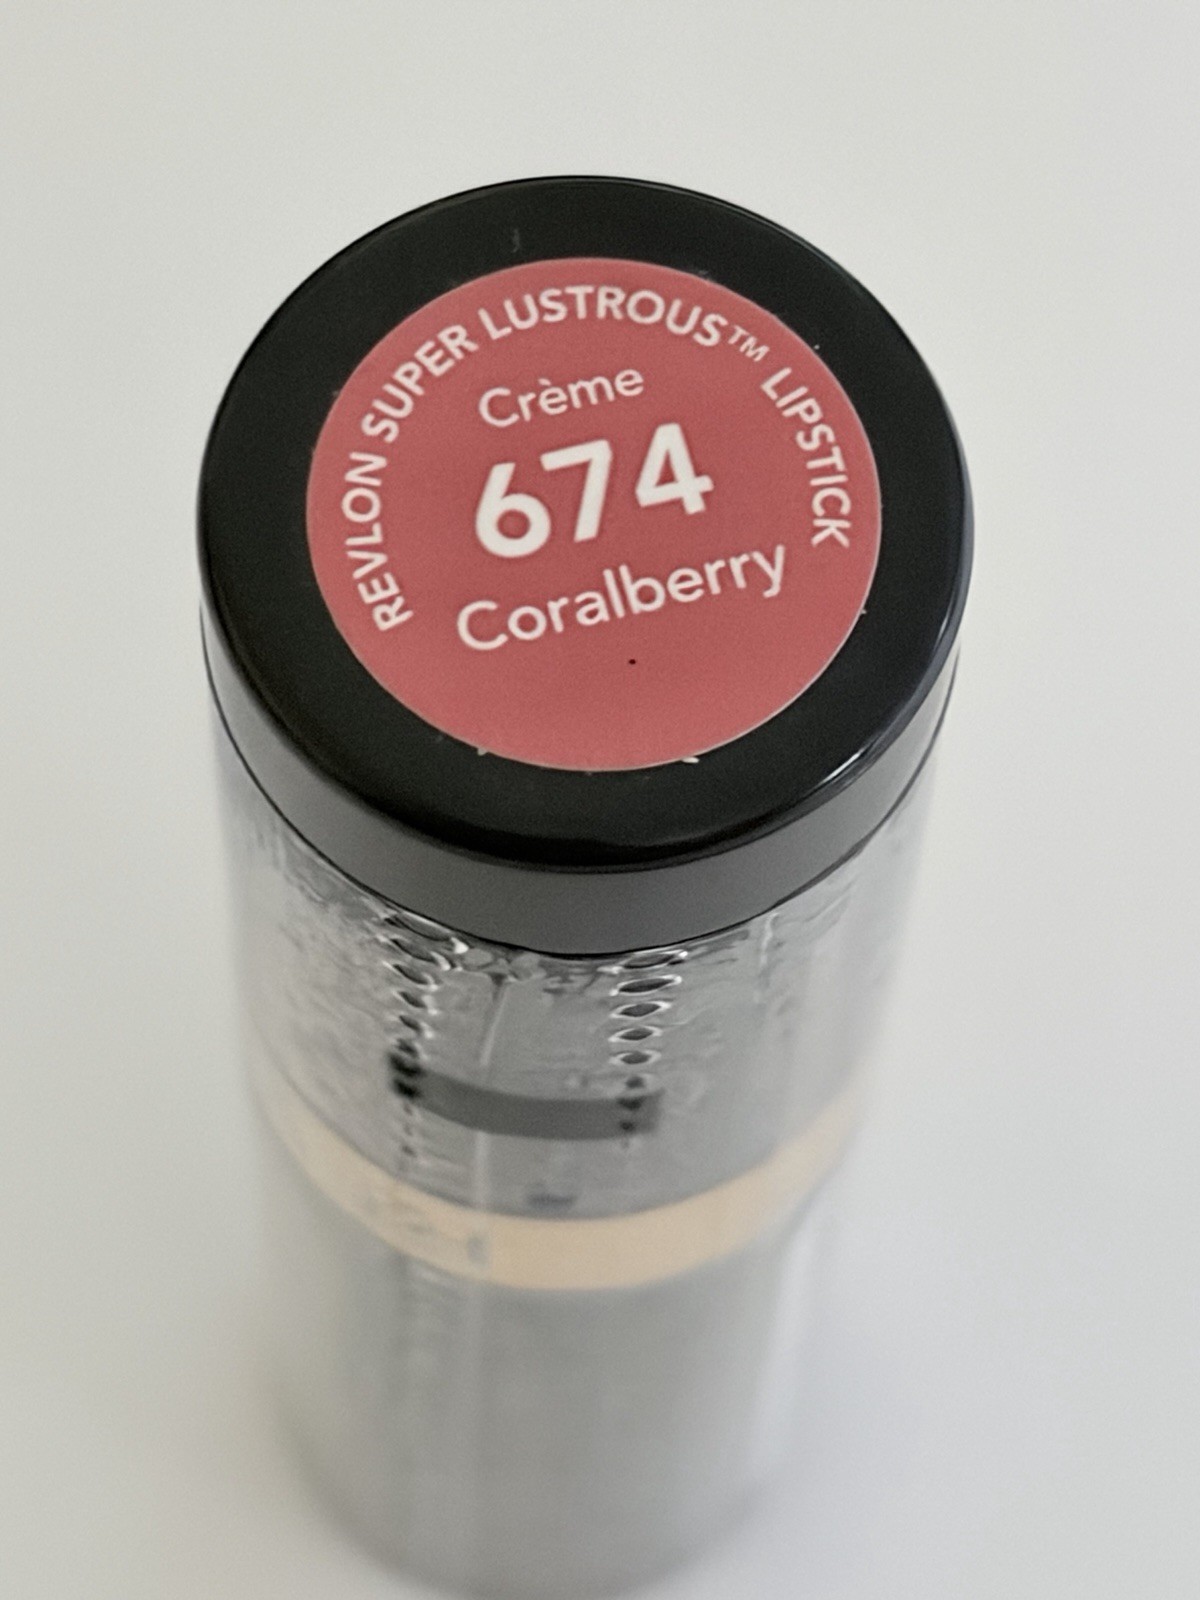 REVLON SUPER LUSTROUS™ LIPSTICK
Crème
674
Coralberry